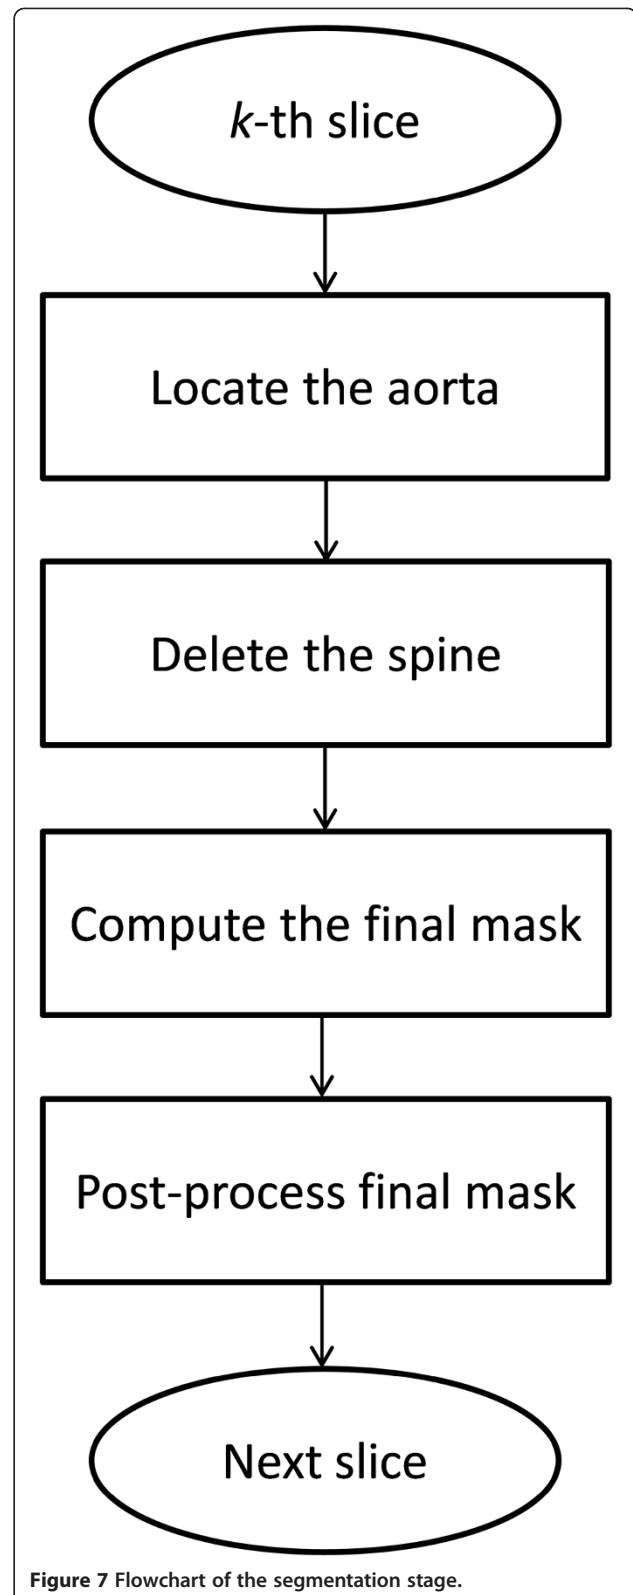 k-th slice
Locate the aorta
Delete the spine
Compute the final mask
Post-process final mask
Next slice
Figure 7 Flowchart of the segmentation stage.